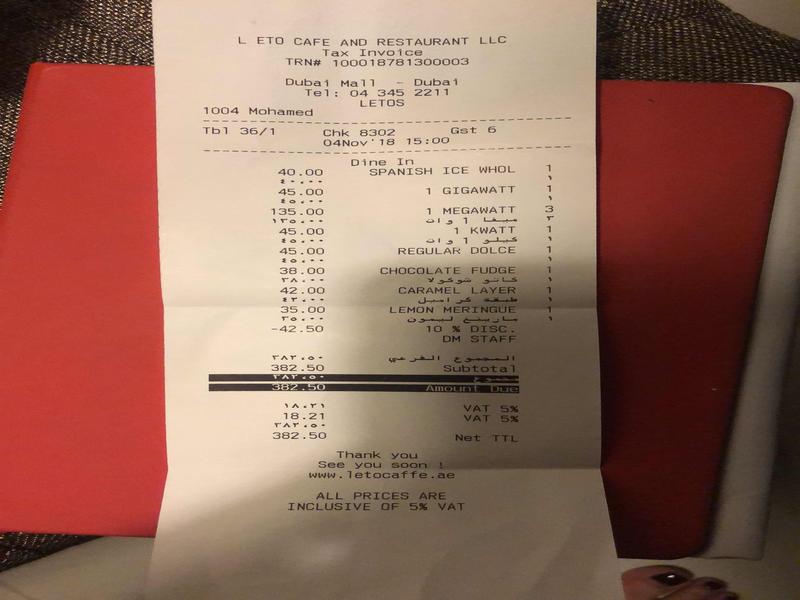 L ETO CAFE AND RESTAURANT LLC
Tax Invoice
TRN# 100018781300003
Dubai Mall - Dubai
Tel: 04 345 2211
LETOS
1004 Mohamed
Tbl 36/1 Chk 8302 Gst 6
04Nov'18 15:00
Dine In
40.00 SPANISH ICE WHOL 1
٤٠.٠٠ ١
45.00 1 GIGAWATT 1
٤٥.٠٠ ١
135.00 1 MEGAWATT 3
١٣٥.٠٠ ميغا 1 وات ٣
45.00 1 KWATT 1
٤٥.٠٠ كيلو 1 وات ١
45.00 REGULAR DOLCE 1
٤٥.٠٠ ١
38.00 CHOCOLATE FUDGE 1
٣٨.٠٠ ١
42.00 CARAMEL LAYER 1
٤٢.٠٠ طبقه كراميل ١
35.00 LEMON MERINGUE 1
٣٥.٠٠ مارينغ ليمون ١
-42.50 10 % DISC.
DM STAFF
٣٨٢.٥٠ المجموع الفرعي
382.50 Subtotal
٣٨٢.٥٠ مجموع
382.50 Amount Due
١٨.٢١ VAT 5%
18.21 VAT 5%
٣٨٢.٥٠
382.50 Net TTL
Thank you
See you soon !
www.letocaffe.ae
ALL PRICES ARE
INCLUSIVE OF 5% VAT